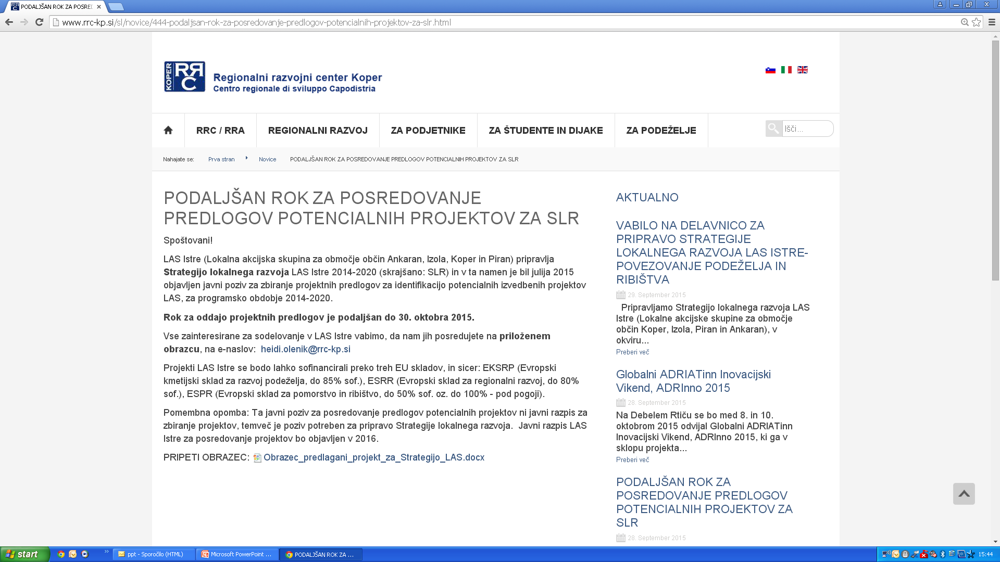 PODALJŠAN ROK ZA POSRE
www.rrc-kp.si/sl/novice/444-podaljsan-rok-za-posredovanje-predlogov-potencialnih-projektov-za-slr.html
KOPER RRC
Regionalni razvojni center Koper
Centro regionale di sviluppo Capodistria
RRC / RRA REGIONALNI RAZVOJ ZA PODJETNIKE ZA ŠTUDENTE IN DIJAKE ZA PODEŽELJE Išči...
Nahajate se: Prva stran Novice PODALJŠAN ROK ZA POSREDOVANJE PREDLOGOV POTENCIALNIH PROJEKTOV ZA SLR
PODALJŠAN ROK ZA POSREDOVANJE
PREDLOGOV POTENCIALNIH PROJEKTOV ZA SLR
Spoštovani!
LAS Istre (Lokalna akcijska skupina za območje občin Ankaran, Izola, Koper in Piran) pripravlja
Strategijo lokalnega razvoja LAS Istre 2014-2020 (skrajšano: SLR) in v ta namen je bil julija 2015
objavljen javni poziv za zbiranje projektnih predlogov za identifikacijo potencialnih izvedbenih projektov
LAS, za programsko obdobje 2014-2020.
Rok za oddajo projektnih predlogov je podaljšan do 30. oktobra 2015.
Vse zainteresirane za sodelovanje v LAS Istre vabimo, da nam jih posredujete na priloženem
obrazcu, na e-naslov: heidi.olenik@rrc-kp.si
Projekti LAS Istre se bodo lahko sofinancirali preko treh EU skladov, in sicer: EKSRP (Evropski
kmetijski sklad za razvoj podeželja, do 85% sof.), ESRR (Evropski sklad za regionalni razvoj, do 80%
sof.), ESPR (Evropski sklad za pomorstvo in ribištvo, do 50% sof. oz. do 100% - pod pogoji).
Pomembna opomba: Ta javni poziv za posredovanje predlogov potencialnih projektov ni javni razpis za
zbiranje projektov, temveč je poziv potreben za pripravo Strategije lokalnega razvoja. Javni razpis LAS
Istre za posredovanje projektov bo objavljen v 2016.
PRIPETI OBRAZEC: Obrazec_predlagani_projekt_za_Strategijo_LAS.docx
AKTUALNO
VABILO NA DELAVNICO ZA
PRIPRAVO STRATEGIJE
LOKALNEGA RAZVOJA LAS ISTRE-
POVEZOVANJE PODEŽELJA IN
RIBIŠTVA
29. September 2015
Pripravljamo Strategijo lokalnega razvoja LAS
Istre (Lokalne akcijske skupine za območje
občin Koper, Izola, Piran in Ankaran), v
okviru...
Preberi več
Globalni ADRIATinn Inovacijski
Vikend, ADRInno 2015
28. September 2015
Na Debelem Rtiču se bo med 8. in 10.
oktobrom 2015 odvijal Globalni ADRIATinn
Inovacijski Vikend, ADRInno 2015, ki ga v
sklopu projekta...
Preberi več
PODALJŠAN ROK ZA
POSREDOVANJE PREDLOGOV
POTENCIALNIH PROJEKTOV ZA
SLR
28. September 2015
start ppt - Sporočilo (HTML) Microsoft PowerPoint ... PODALJŠAN ROK ZA ... 15:44